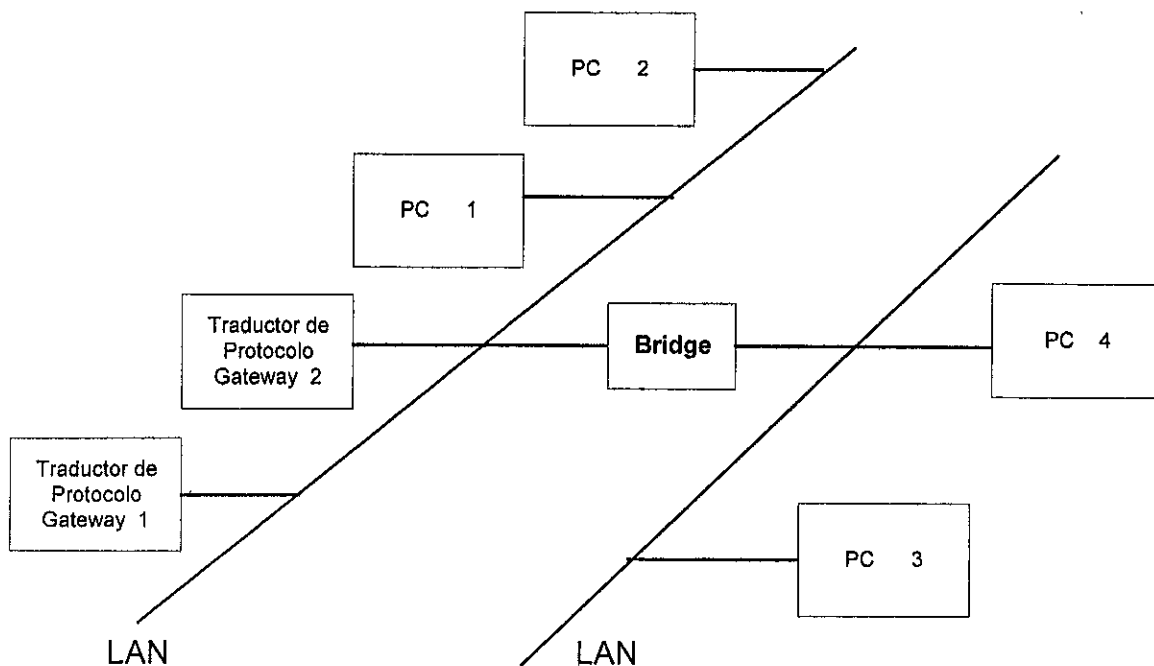 PC 2
PC 1
Traductor de
Protocolo
Gateway 2
Bridge
PC 4
Traductor de
Protocolo
Gateway 1
PC 3
LAN
LAN